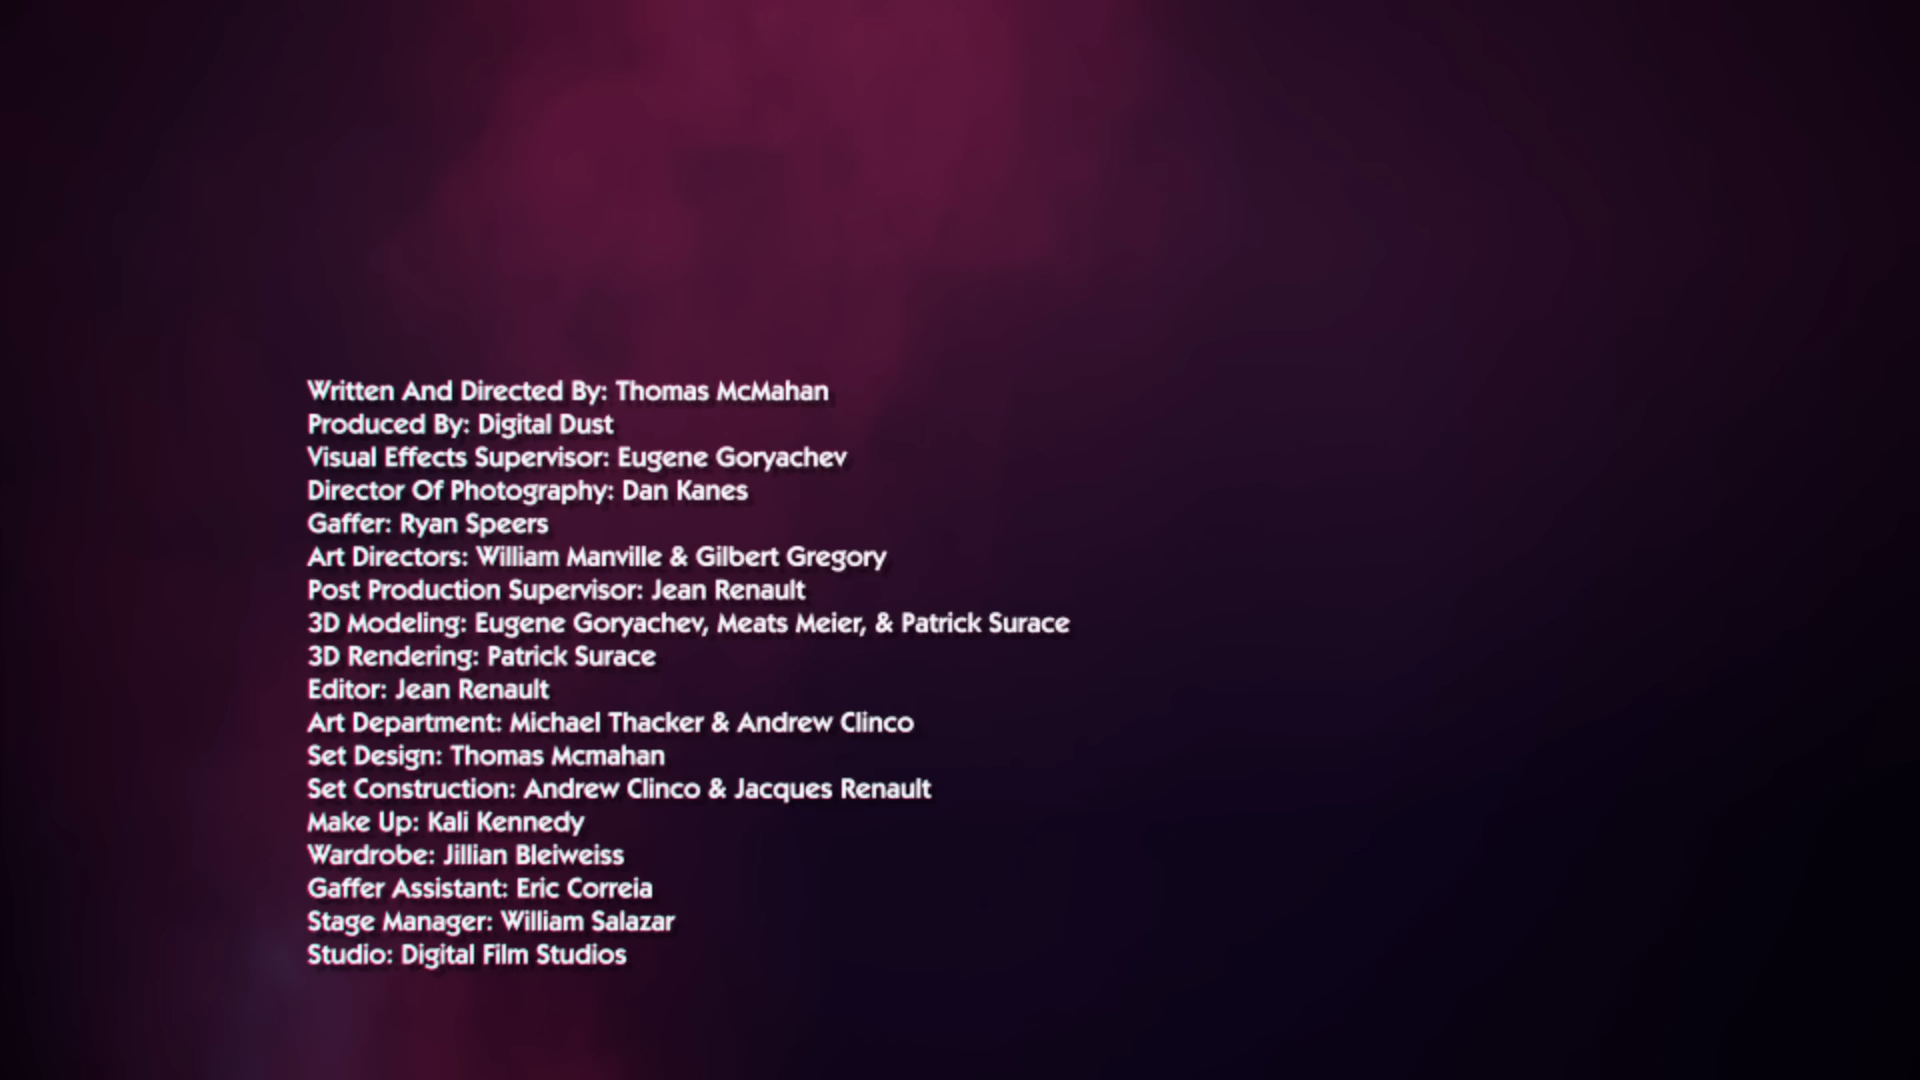 Written And Directed By: Thomas McMahan
Produced By: Digital Dust
Visual Effects Supervisor: Eugene Goryachev
Director Of Photography: Dan Kanes
Gaffer: Ryan Speers
Art Directors: William Manville & Gilbert Gregory
Post Production Supervisor: Jean Renault
3D Modeling: Eugene Goryachev, Meats Meier, & Patrick Surace
3D Rendering: Patrick Surace
Editor: Jean Renault
Art Department: Michael Thacker & Andrew Clinco
Set Design: Thomas Mcmahan
Set Construction: Andrew Clinco & Jacques Renault
Make Up: Kali Kennedy
Wardrobe: Jillian Bleiweiss
Gaffer Assistant: Eric Correia
Stage Manager: William Salazar
Studio: Digital Film Studios